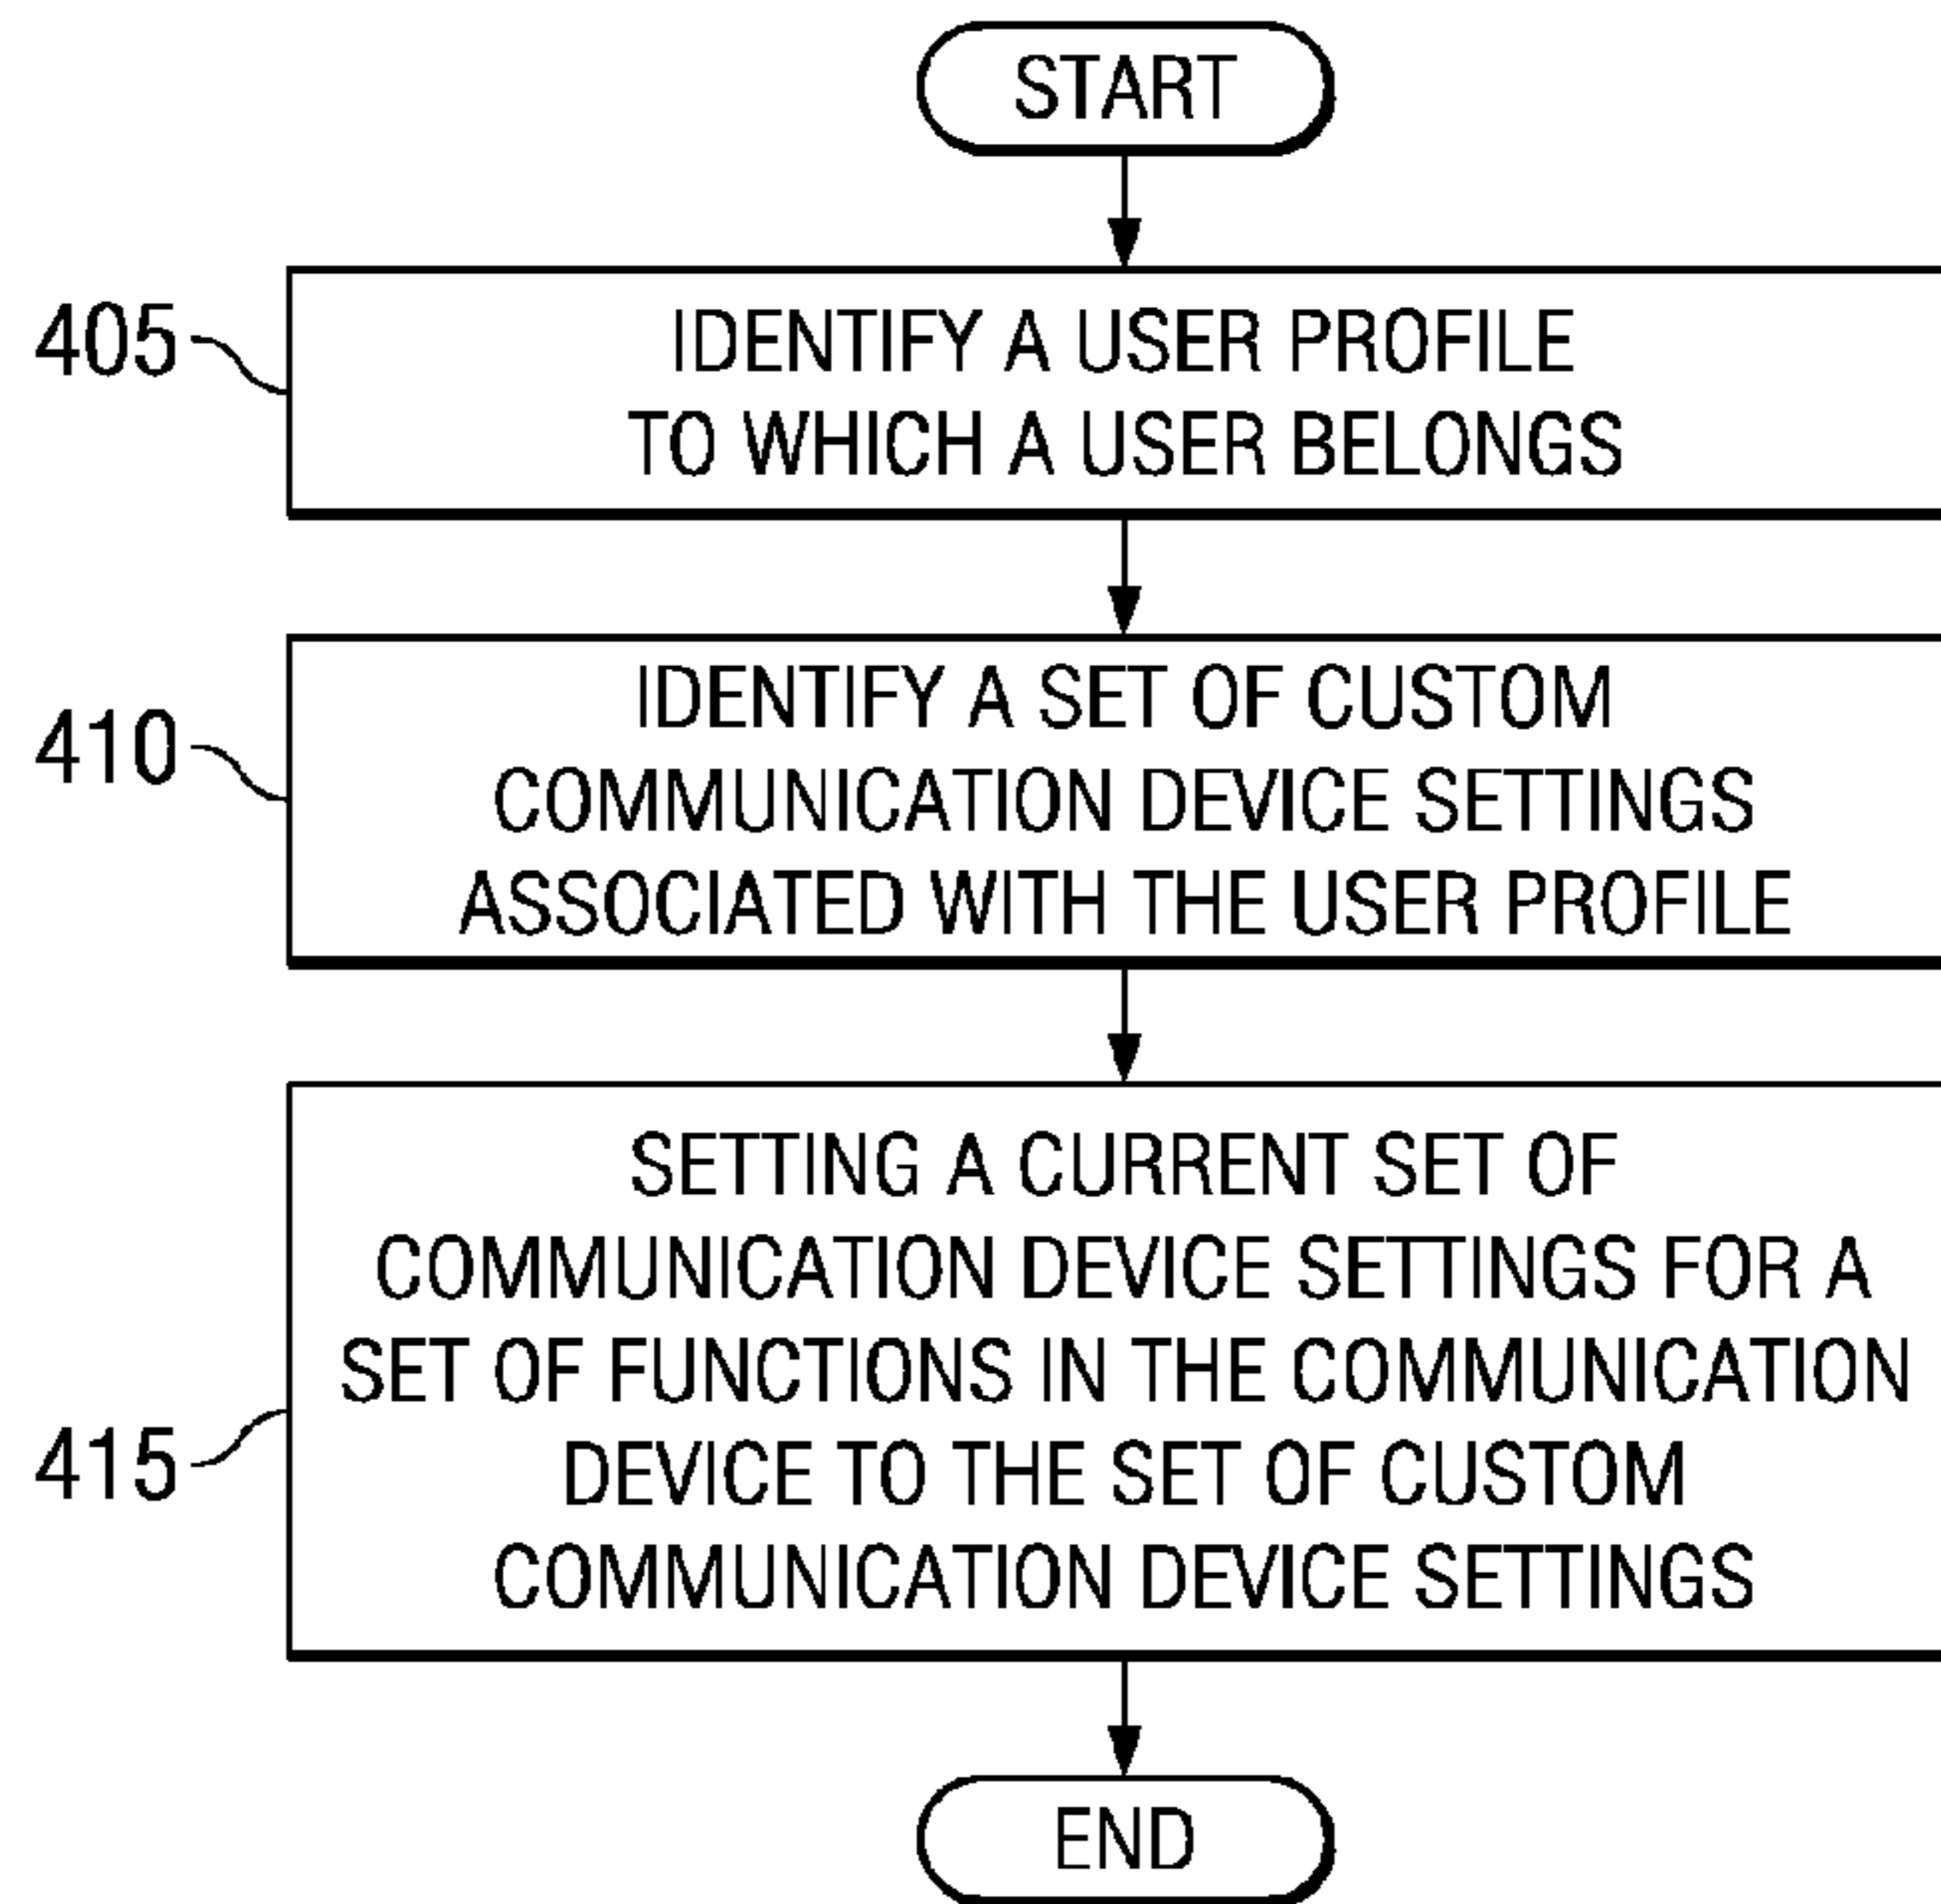 START
405
IDENTIFY A USER PROFILE
TO WHICH A USER BELONGS
410
IDENTIFY A SET OF CUSTOM
COMMUNICATION DEVICE SETTINGS
ASSOCIATED WITH THE USER PROFILE
415
SETTING A CURRENT SET OF
COMMUNICATION DEVICE SETTINGS FOR A
SET OF FUNCTIONS IN THE COMMUNICATION
DEVICE TO THE SET OF CUSTOM
COMMUNICATION DEVICE SETTINGS
END